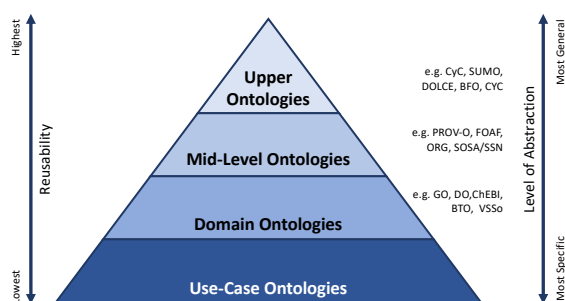 Highest
Reusability
Lowest
Upper
Ontologies
Mid-Level Ontologies
Domain Ontologies
Use-Case Ontologies
e.g. CyC, SUMO,
DOLCE, BFO, CYC
e.g. PROV-O, FOAF,
ORG, SOSA/SSN
e.g. GO, DO,ChEBI,
BTO, VSSo
Most General
Level of Abstraction
Most Specific